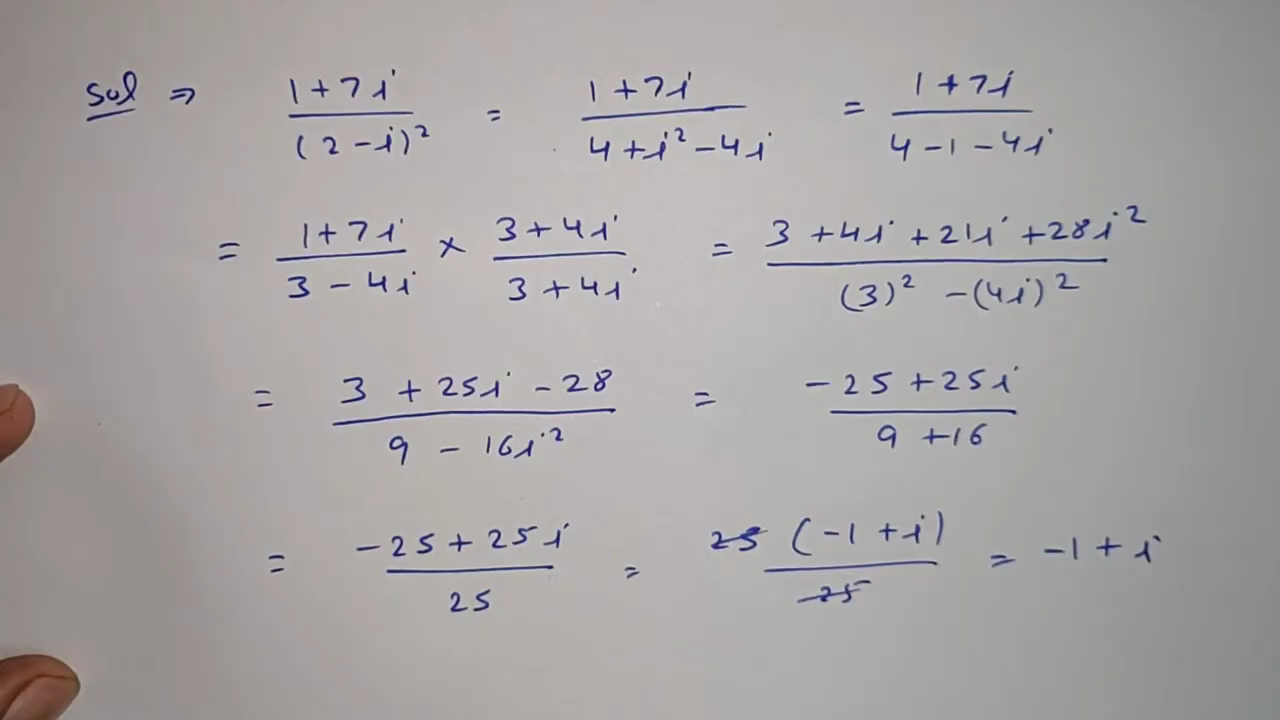 Sol ⇒ (1+7i)/((2-i)²) = (1+7i)/(4+i²-4i) = (1+7i)/(4-1-4i)
= (1+7i)/(3-4i) × (3+4i)/(3+4i) = (3+4i+21i+28i²)/((3)²-(4i)²)
= (3+25i-28)/(9-16i²) = (-25+25i)/(9+16)
= (-25+25i)/25 = 25(-1+i)/25 = -1+i